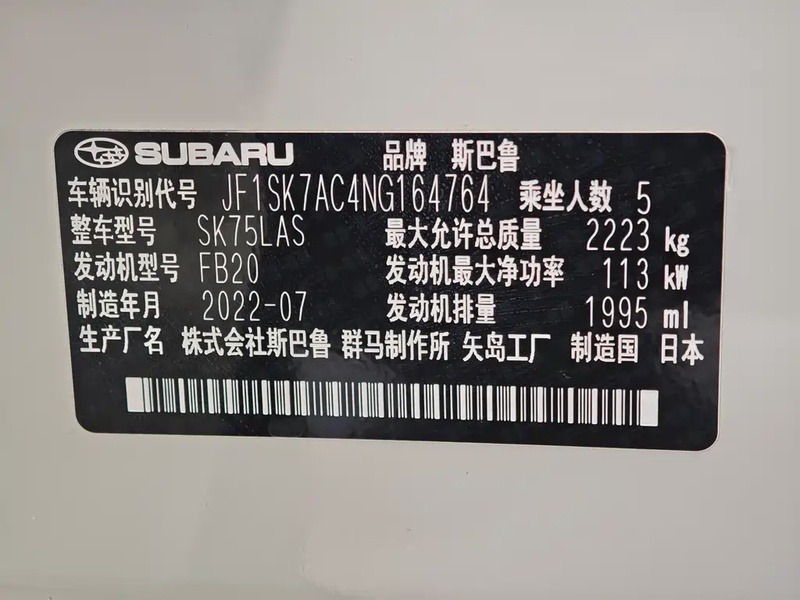 SUBARU 品牌 斯巴鲁
车辆识别代号 JF1SK7AC4NG164764 乘坐人数 5
整车型号 SK75LAS 最大允许总质量 2223 kg
发动机型号 FB20 发动机最大净功率 113 kW
制造年月 2022-07 发动机排量 1995 ml
生产厂名 株式会社斯巴鲁 群马制作所 矢岛工厂 制造国 日本